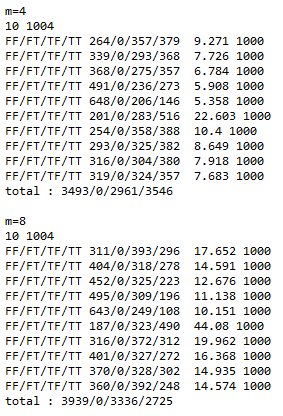 m=4
10 1004
FF/FT/TF/TT 264/0/357/379 9.271 1000
FF/FT/TF/TT 339/0/293/368 7.726 1000
FF/FT/TF/TT 368/0/275/357 6.784 1000
FF/FT/TF/TT 491/0/236/273 5.908 1000
FF/FT/TF/TT 648/0/206/146 5.358 1000
FF/FT/TF/TT 201/0/283/516 22.603 1000
FF/FT/TF/TT 254/0/358/388 10.4 1000
FF/FT/TF/TT 293/0/325/382 8.649 1000
FF/FT/TF/TT 316/0/304/380 7.918 1000
FF/FT/TF/TT 319/0/324/357 7.683 1000
total : 3493/0/2961/3546
m=8
10 1004
FF/FT/TF/TT 311/0/393/296 17.652 1000
FF/FT/TF/TT 404/0/318/278 14.591 1000
FF/FT/TF/TT 452/0/325/223 12.676 1000
FF/FT/TF/TT 495/0/309/196 11.138 1000
FF/FT/TF/TT 643/0/249/108 10.151 1000
FF/FT/TF/TT 187/0/323/490 44.08 1000
FF/FT/TF/TT 316/0/372/312 19.962 1000
FF/FT/TF/TT 401/0/327/272 16.368 1000
FF/FT/TF/TT 370/0/328/302 14.935 1000
FF/FT/TF/TT 360/0/392/248 14.574 1000
total : 3939/0/3336/2725